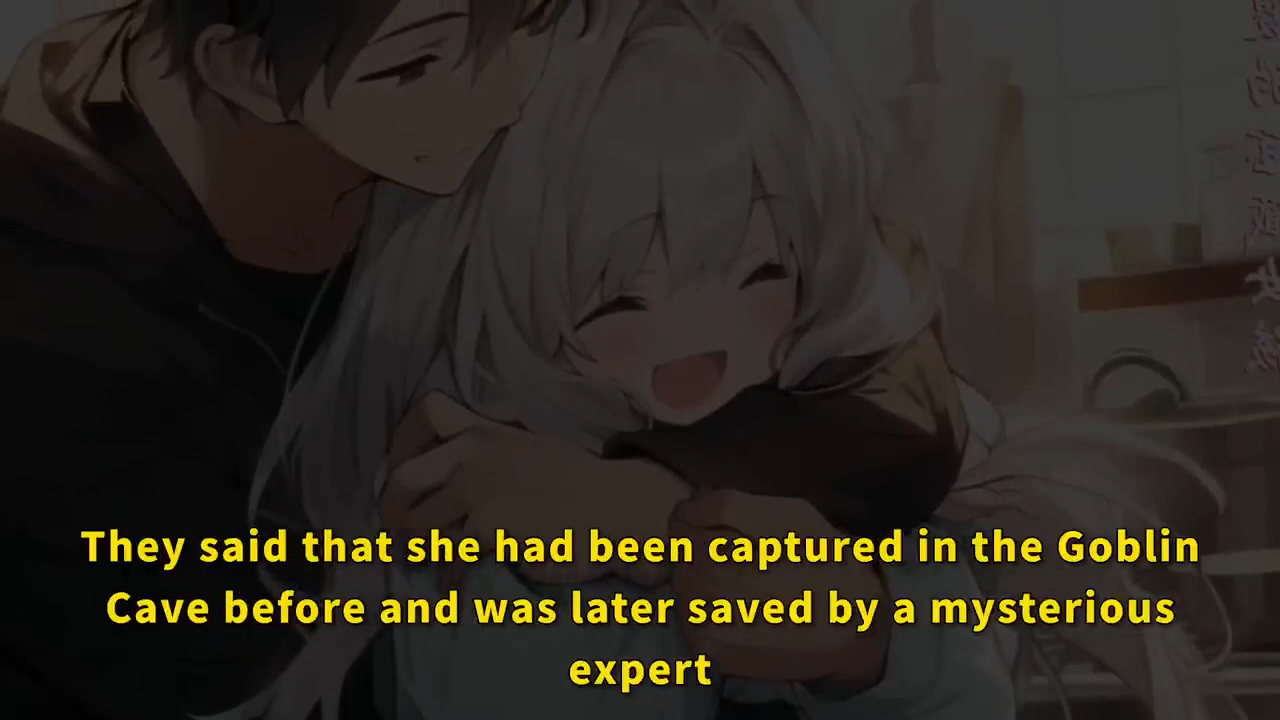 They said that she had been captured in the Goblin
Cave before and was later saved by a mysterious
expert